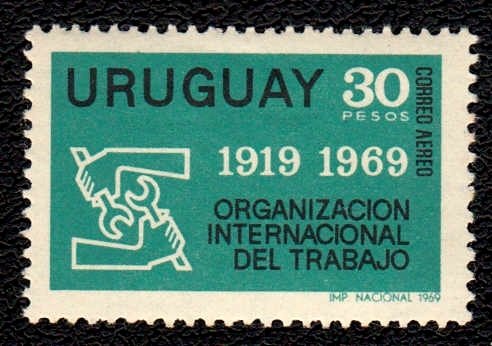 URUGUAY 30
PESOS
CORREO AEREO
1919 1969
ORGANIZACION
INTERNACIONAL
DEL TRABAJO
IMP. NACIONAL 1969